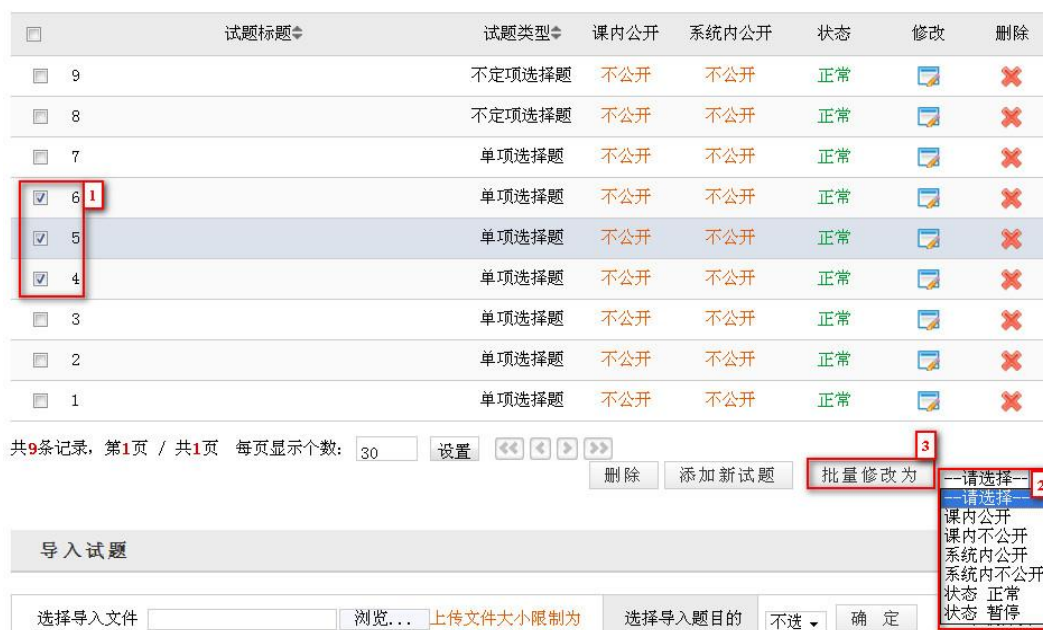 试题标题 试题类型 课内公开 系统内公开 状态 修改 删除
9 不定项选择题 不公开 不公开 正常
8 不定项选择题 不公开 不公开 正常
7 单项选择题 不公开 不公开 正常
6 1 单项选择题 不公开 不公开 正常
5 单项选择题 不公开 不公开 正常
4 单项选择题 不公开 不公开 正常
3 单项选择题 不公开 不公开 正常
2 单项选择题 不公开 不公开 正常
1 单项选择题 不公开 不公开 正常
共9条记录, 第1页 / 共1页 每页显示个数: 30 设置
3
删除 添加新试题 批量修改为 --请选择-- 2
--请选择--
课内公开
课内不公开
系统内公开
系统内不公开
状态 正常
状态 暂停
导入试题
选择导入文件 浏览... 上传文件大小限制为 选择导入题目的 不选 确 定